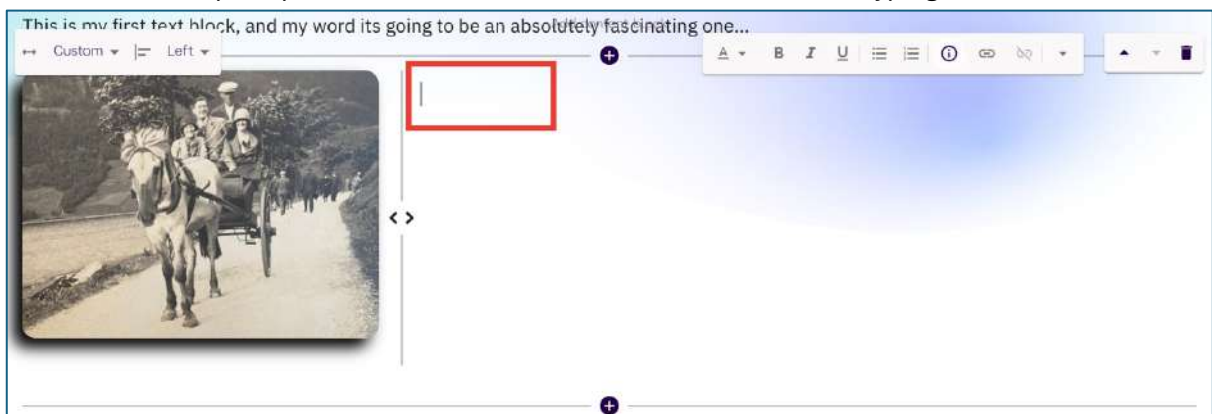 This is my first text block, and my word its going to be an absolutely fascinating one...
Custom
Left
A B I U